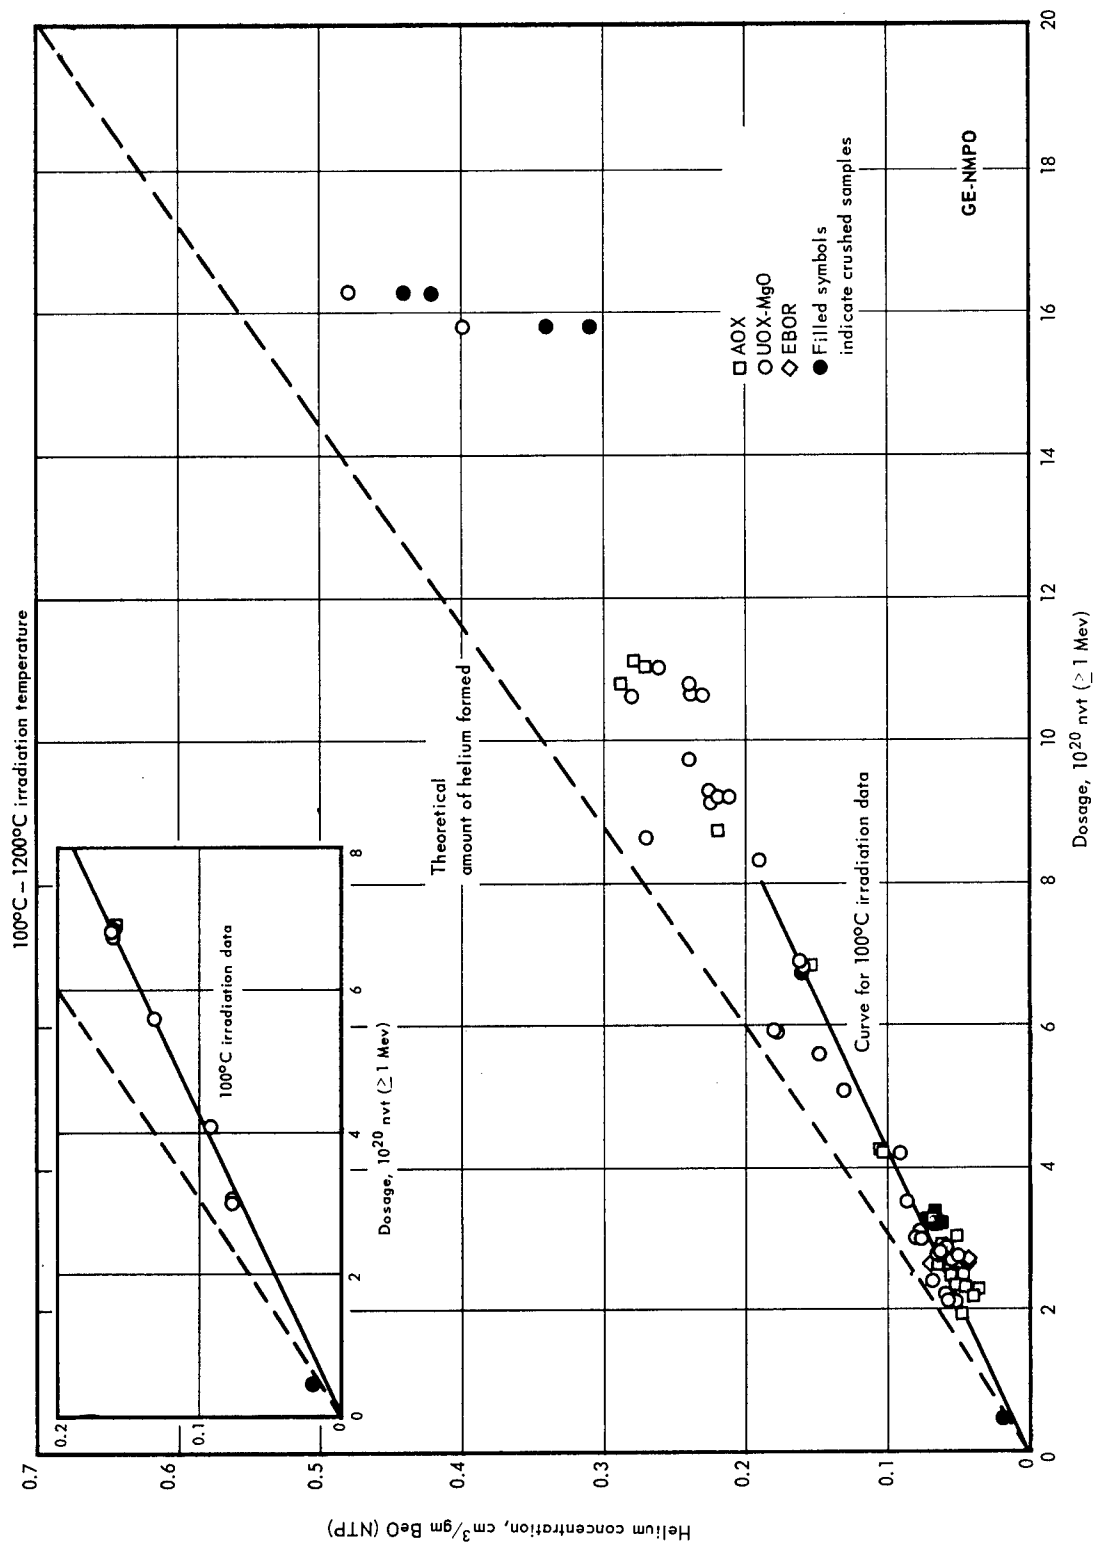 100°C – 1200°C irradiation temperature
0.7
0.6
0.5
0.4
0.3
0.2
0.1
0
Helium concentration, cm³/gm BeO (NTP)
0.2
0.1
0
0
2
4
6
8
Dosage, 10²⁰ nvt (≥1 Mev)
100°C irradiation data
Theoretical
amount of helium formed
Curve for 100°C irradiation data
□ AOX
○ UOX-MgO
◇ EBOR
● Filled symbols
indicate crushed samples
GE-NMPO
0
2
4
6
8
10
12
14
16
18
20
Dosage, 10²⁰ nvt (≥1 Mev)